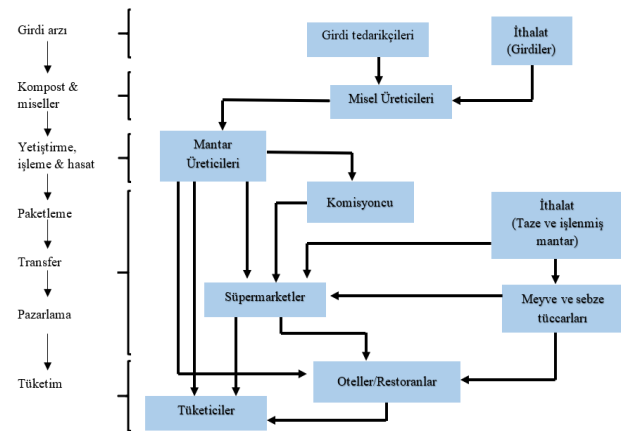 Girdi arzı
Kompost &
miseller
Yetiştirme,
işleme & hasat
Paketleme
Transfer
Pazarlama
Tüketim
Girdi tedarikçileri
İthalat
(Girdiler)
Misel Üreticileri
Mantar
Üreticileri
Komisyoncu
İthalat
(Taze ve işlenmiş
mantar)
Süpermarketler
Meyve ve sebze
tüccarları
Oteller/Restoranlar
Tüketiciler